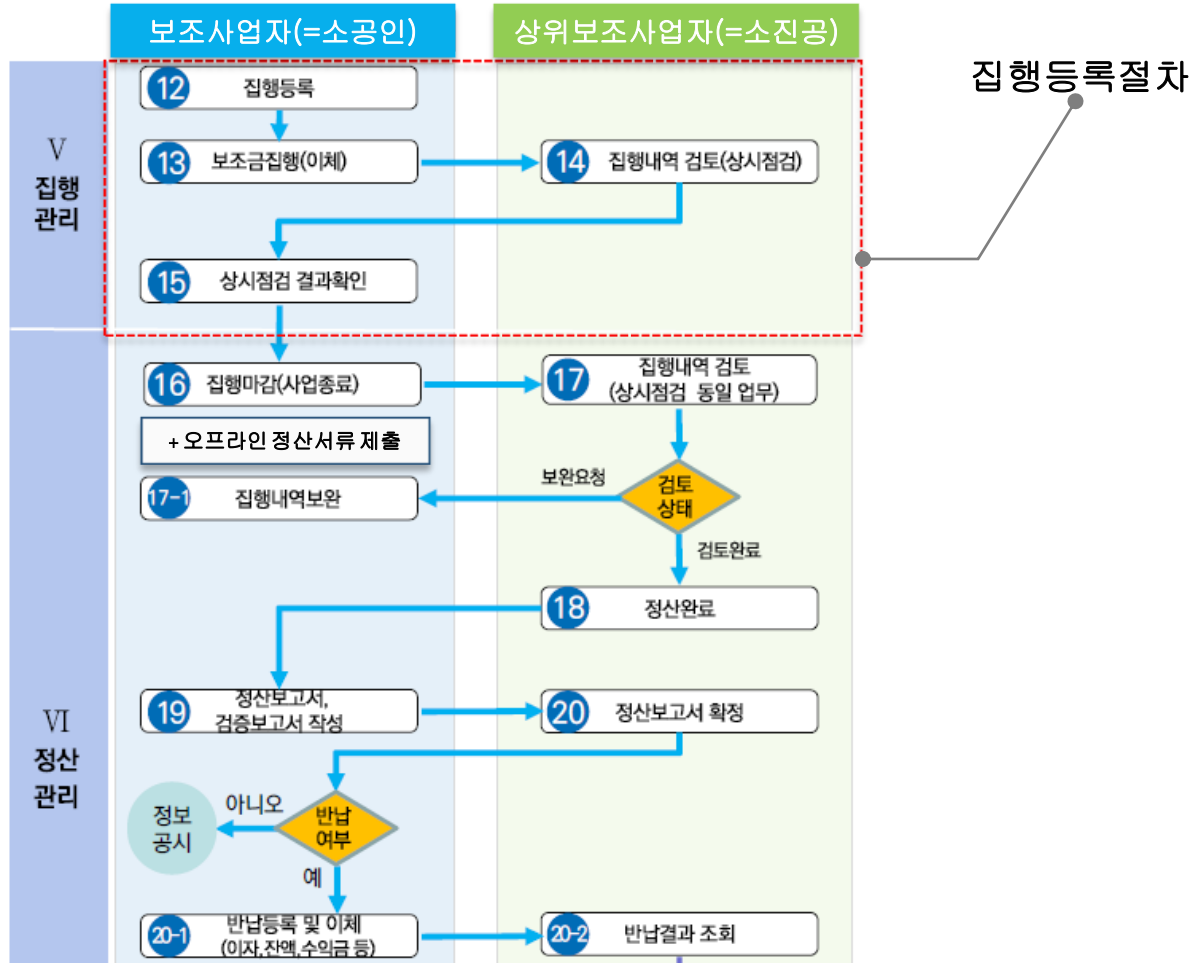 보조사업자(=소공인)
상위보조사업자(=소진공)
집행등록절차
Ⅴ
집행
관리
12 집행등록
13 보조금집행(이체)
14 집행내역 검토(상시점검)
15 상시점검 결과확인
16 집행마감(사업종료)
17 집행내역 검토
(상시점검 동일 업무)
+ 오프라인 정산서류 제출
보완요청
검토
상태
17-1 집행내역보완
검토완료
18 정산완료
Ⅵ
정산
관리
19 정산보고서,
검증보고서 작성
20 정산보고서 확정
정보
공시
아니오
반납
여부
예
20-1 반납등록 및 이체
(이자,잔액,수익금 등)
20-2 반납결과 조회